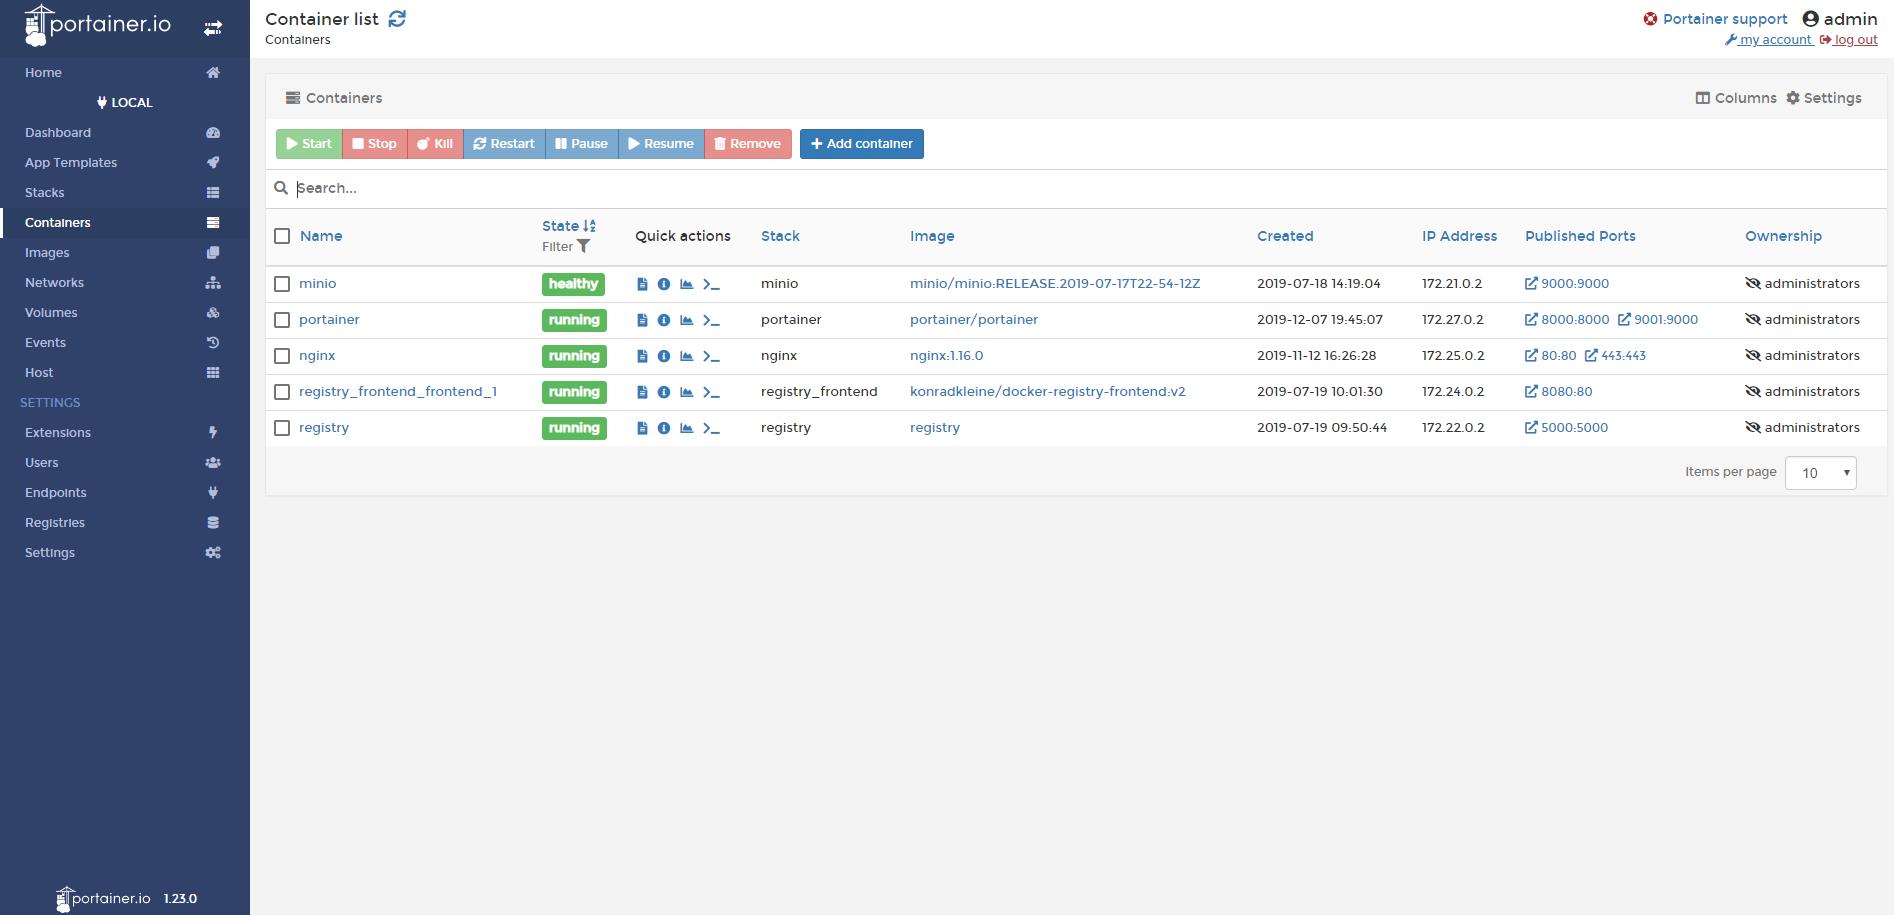 portainer.io
Home
LOCAL
Dashboard
App Templates
Stacks
Containers
Images
Networks
Volumes
Events
Host
SETTINGS
Extensions
Users
Endpoints
Registries
Settings
portainer.io 1.23.0
Container list
Containers
Portainer support admin
my account log out
Containers Columns Settings
Start Stop Kill Restart Pause Resume Remove Add container
Search...
Name State Filter Quick actions Stack Image Created IP Address Published Ports Ownership
minio healthy minio minio/minio:RELEASE.2019-07-17T22-54-12Z 2019-07-18 14:19:04 172.21.0.2 9000:9000 administrators
portainer running portainer portainer/portainer 2019-12-07 19:45:07 172.27.0.2 8000:8000 9001:9000 administrators
nginx running nginx nginx:1.16.0 2019-11-12 16:26:28 172.25.0.2 80:80 443:443 administrators
registry_frontend_frontend_1 running registry_frontend konradkleine/docker-registry-frontend:v2 2019-07-19 10:01:30 172.24.0.2 8080:80 administrators
registry running registry registry 2019-07-19 09:50:44 172.22.0.2 5000:5000 administrators
Items per page 10